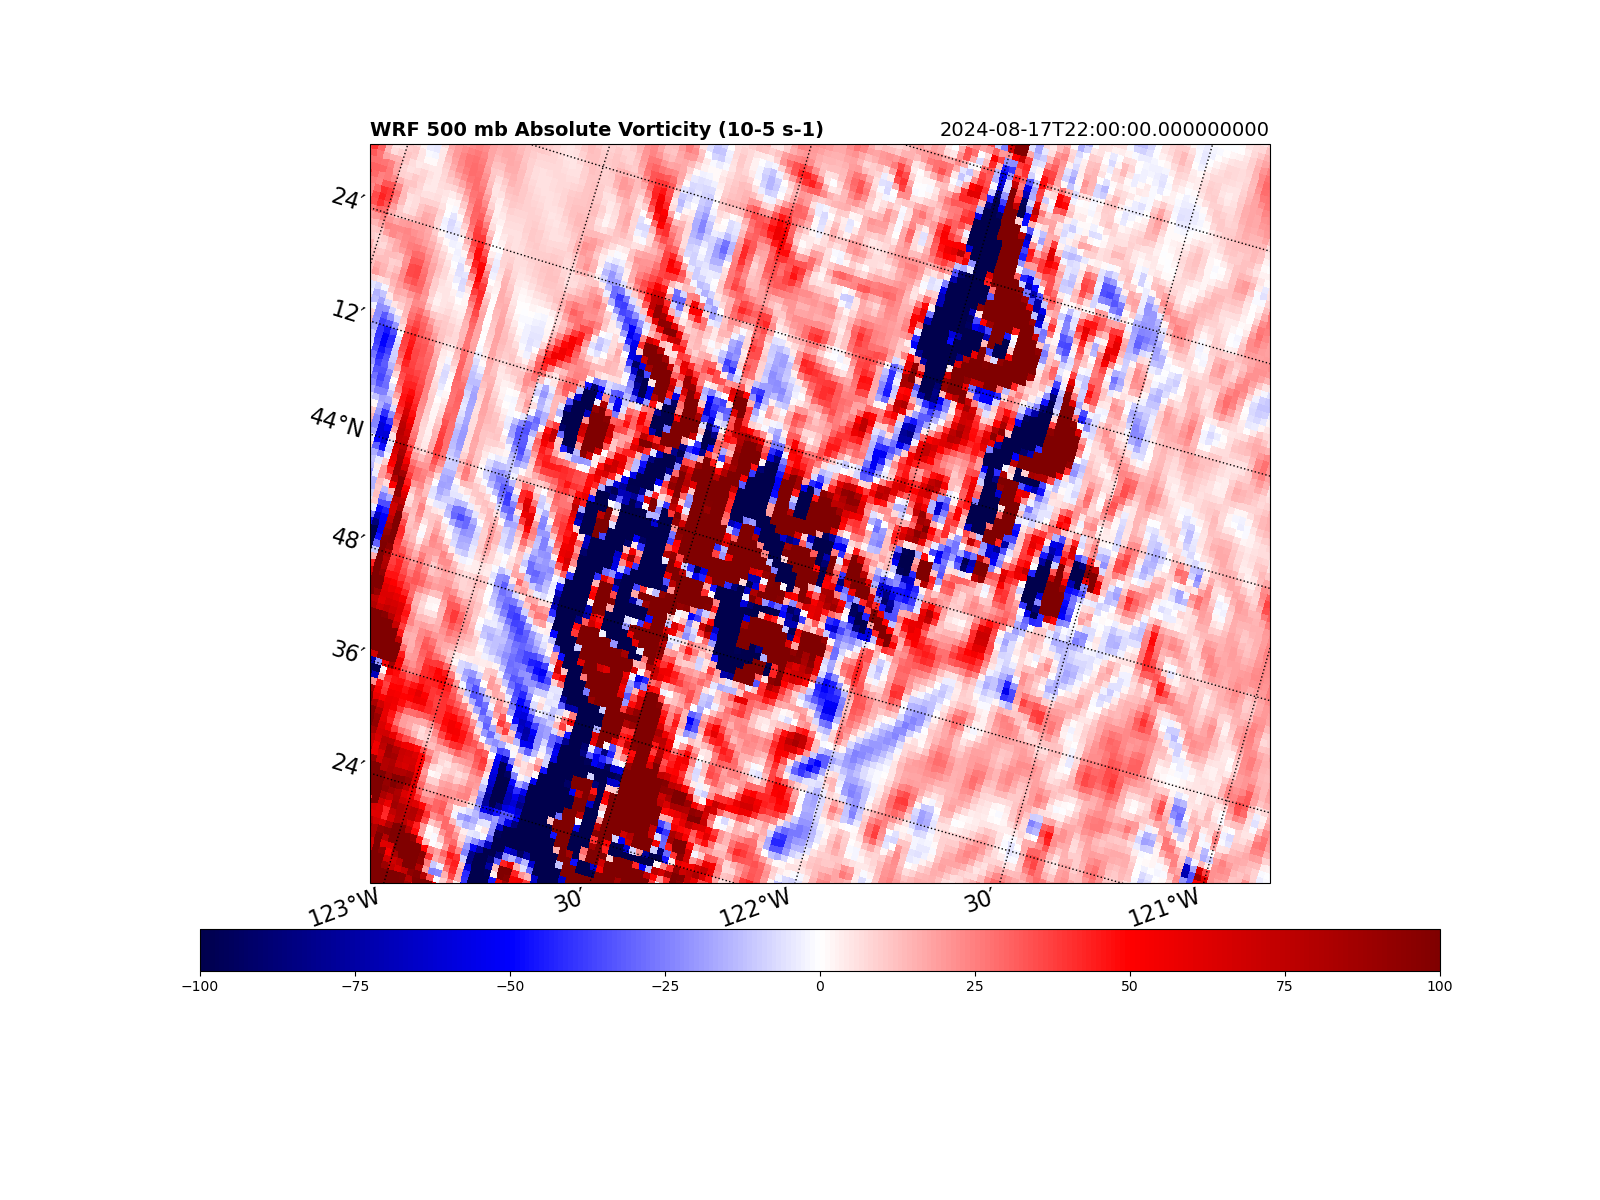 WRF 500 mb Absolute Vorticity (10-5 s-1) 2024-08-17T22:00:00.000000000
24′
12′
44°N
48′
36′
24′
123°W 30′ 122°W 30′ 121°W
−100 −75 −50 −25 0 25 50 75 100